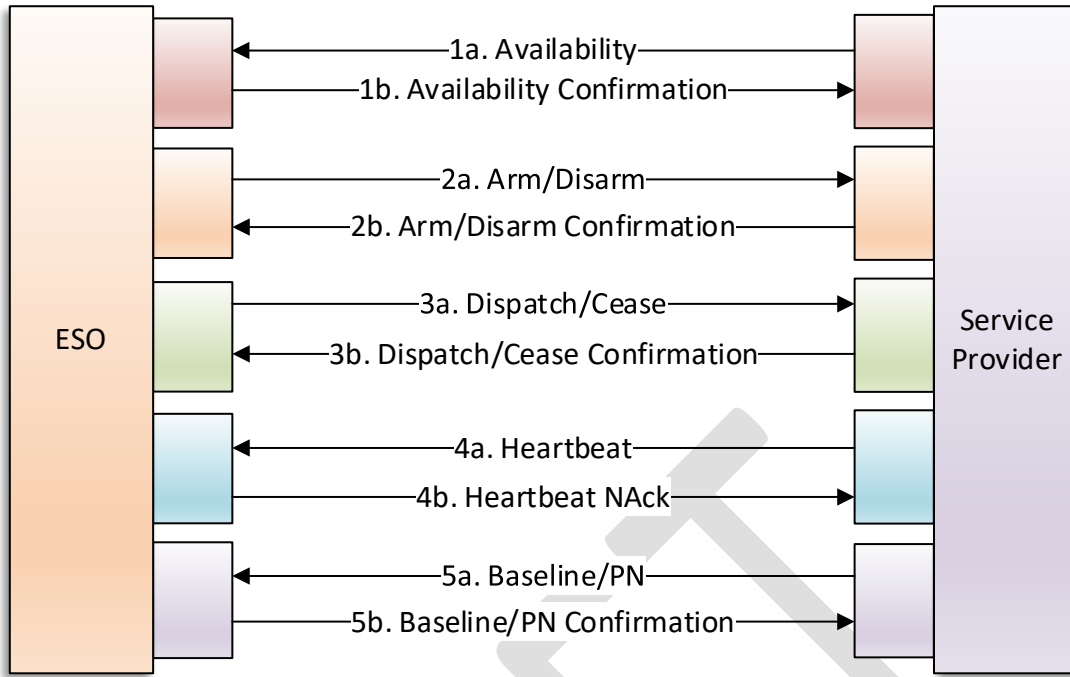 1a. Availability
1b. Availability Confirmation
2a. Arm/Disarm
2b. Arm/Disarm Confirmation
3a. Dispatch/Cease
ESO
3b. Dispatch/Cease Confirmation
Service
Provider
4a. Heartbeat
4b. Heartbeat NAck
5a. Baseline/PN
5b. Baseline/PN Confirmation